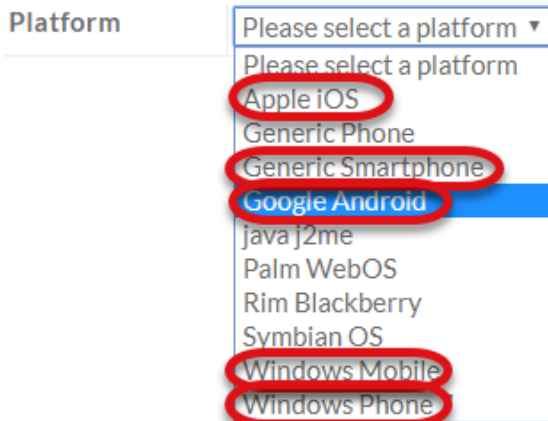 Platform
Please select a platform
Please select a platform
Apple iOS
Generic Phone
Generic Smartphone
Google Android
java j2me
Palm WebOS
Rim Blackberry
Symbian OS
Windows Mobile
Windows Phone